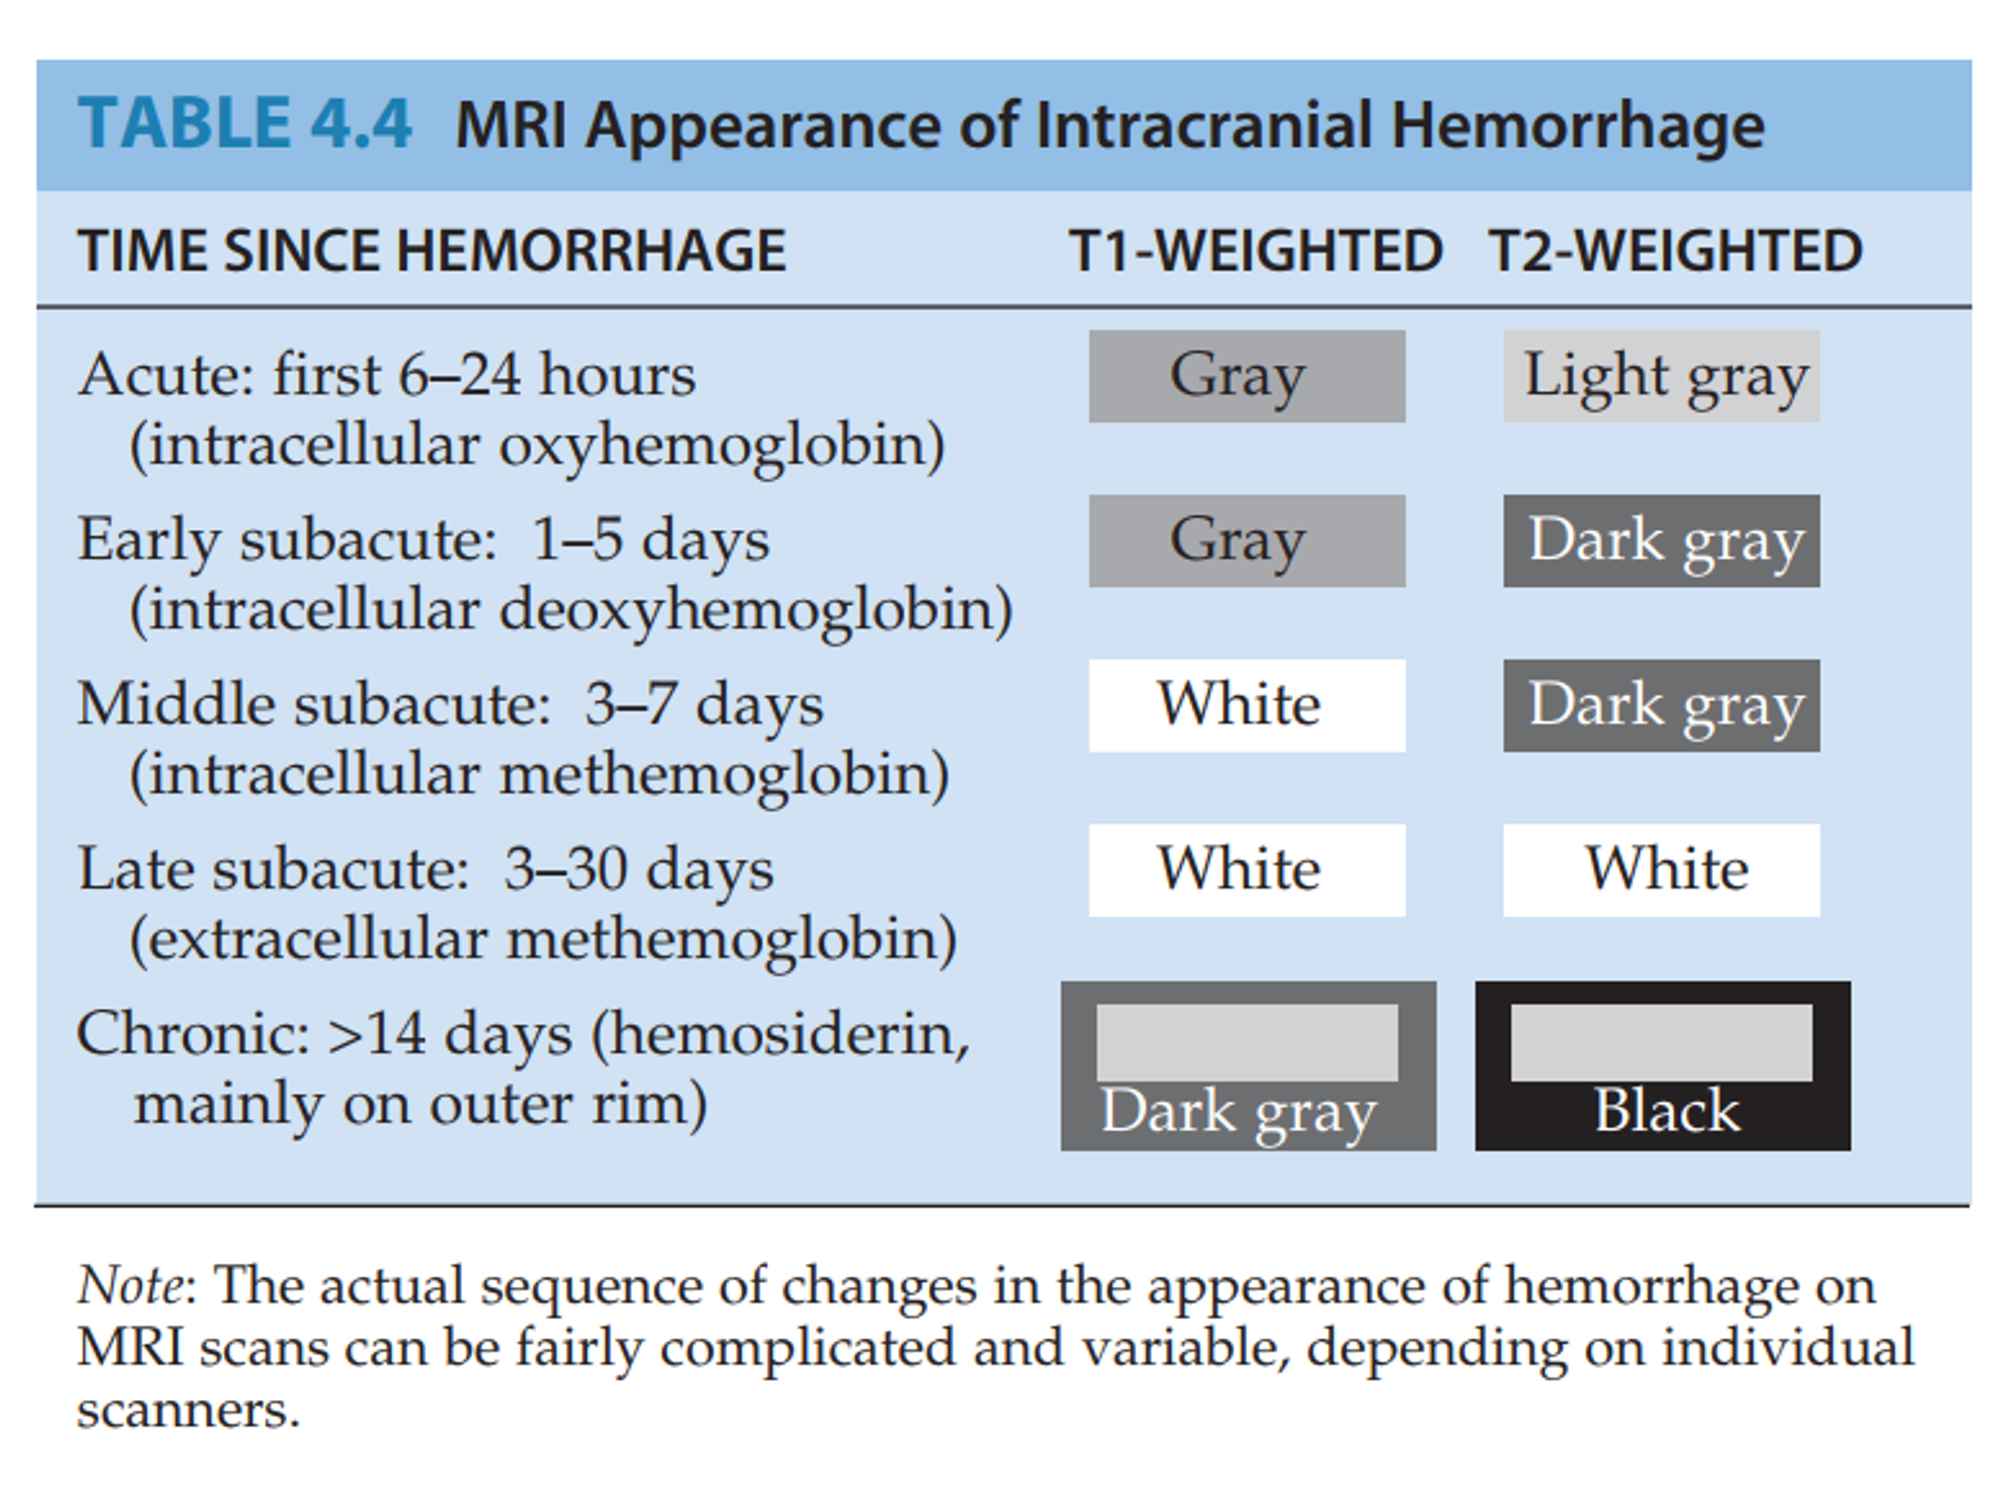 TABLE 4.4 MRI Appearance of Intracranial Hemorrhage
TIME SINCE HEMORRHAGE T1-WEIGHTED T2-WEIGHTED
Acute: first 6–24 hours Gray Light gray
(intracellular oxyhemoglobin)
Early subacute: 1–5 days Gray Dark gray
(intracellular deoxyhemoglobin)
Middle subacute: 3–7 days White Dark gray
(intracellular methemoglobin)
Late subacute: 3–30 days White White
(extracellular methemoglobin)
Chronic: >14 days (hemosiderin,
mainly on outer rim) Dark gray Black
Note: The actual sequence of changes in the appearance of hemorrhage on
MRI scans can be fairly complicated and variable, depending on individual
scanners.